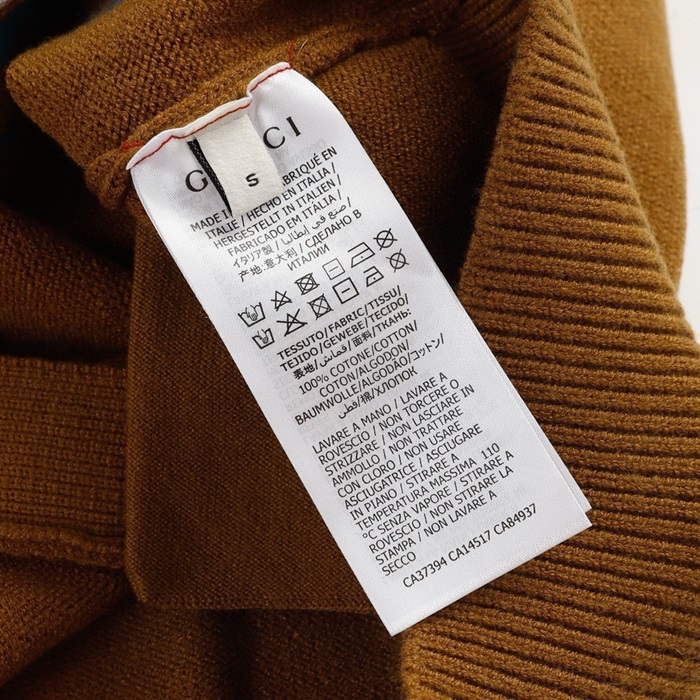 G CI
S
MADE IN ABRIQUÉ EN
ITALIE / HECHO EN ITALIA /
HERGESTELLT IN ITALIEN/
FABRICADO EM ITALIA/
イタリア製 / صنع في إيطاليا /
产地:意大利 / СДЕЛАНО В
ИТАЛИИ
TESSUTO/FABRIC/TISSU/
TEJIDO/GEWEBE/TECIDO/
表地/قماش/面料/ТКАНЬ:
100% COTONE/COTTON/
COTON/ALGODON/
BAUMWOLLE/ALGODÃO/コットン/
قطن/棉/ХЛОПОК
LAVARE A MANO / LAVARE A
ROVESCIO / NON TORCERE O
STRIZZARE / NON LASCIARE IN
AMMOLLO / NON TRATTARE
CON CLORO / NON USARE
ASCIUGATRICE / ASCIUGARE
IN PIANO / STIRARE A
TEMPERATURA MASSIMA 110
°C SENZA VAPORE / STIRARE A
ROVESCIO / NON STIRARE LA
STAMPA / NON LAVARE A
SECCO
CA37394 CA14517 CA84937